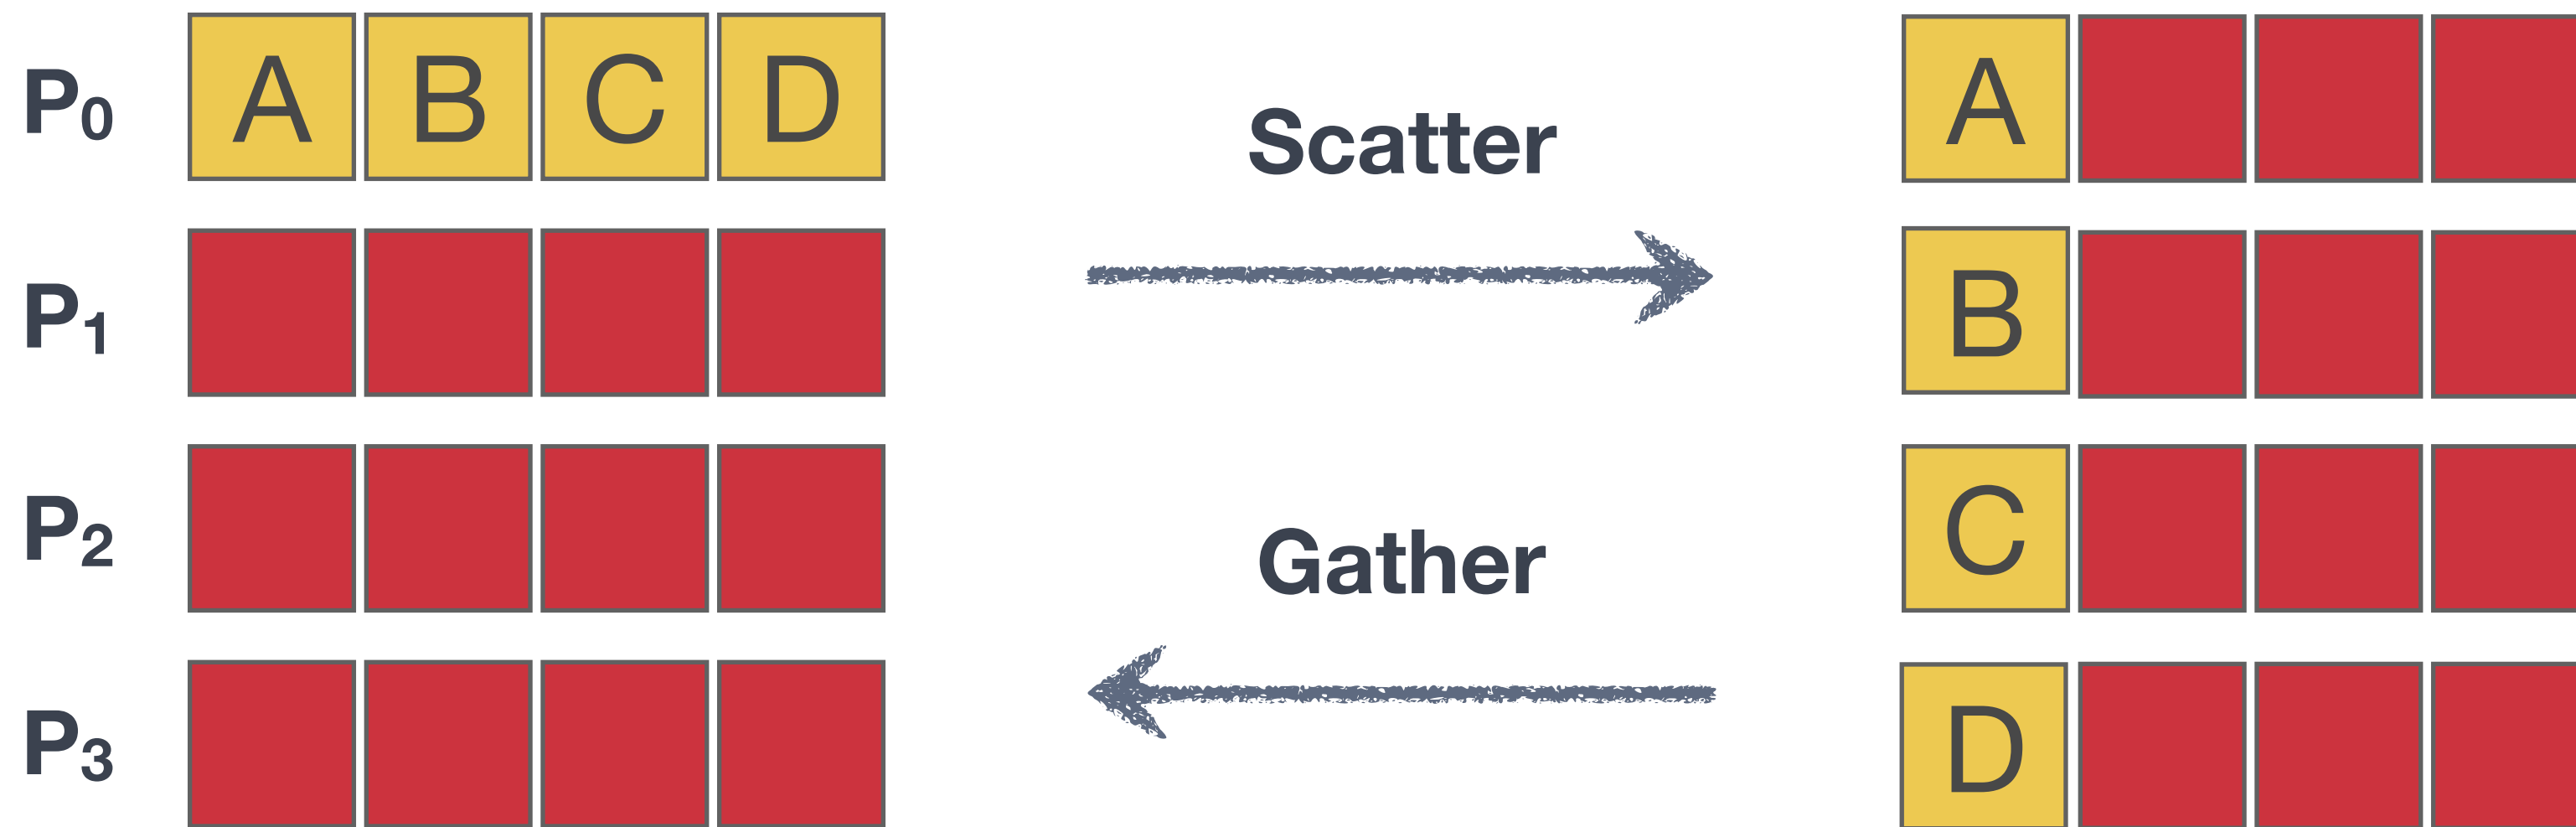 P0 A B C D A
Scatter
P1 B
P2 C
Gather
P3 D